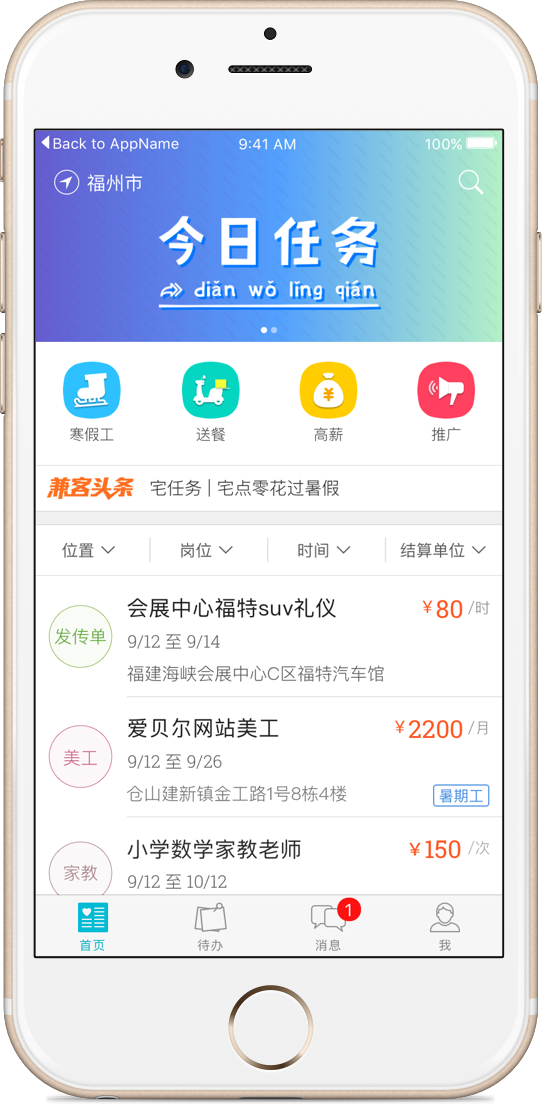 Back to AppName 9:41 AM 100%
福州市
今日任务
diǎn wǒ lǐng qián
寒假工 送餐 高薪 推广
兼客头条 宅任务 | 宅点零花过暑假
位置 岗位 时间 结算单位
发传单
会展中心福特suv礼仪 ¥80 /时
9/12 至 9/14
福建海峡会展中心C区福特汽车馆
美工
爱贝尔网站美工 ¥2200 /月
9/12 至 9/26
仓山建新镇金工路1号8栋4楼 暑期工
家教
小学数学家教老师 ¥150 /次
9/12 至 10/12
1
首页 待办 消息 我